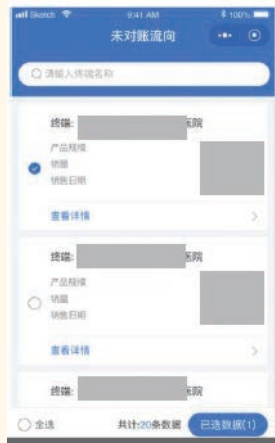 Sketch 9:41 AM 100%
未对账流向
请输入终端名称
终端: 医院
产品规模
销量
销售日期
查看详情
终端: 医院
产品规模
销量
销售日期
查看详情
终端: 医院
全选 共计:20条数据 已选数据(1)